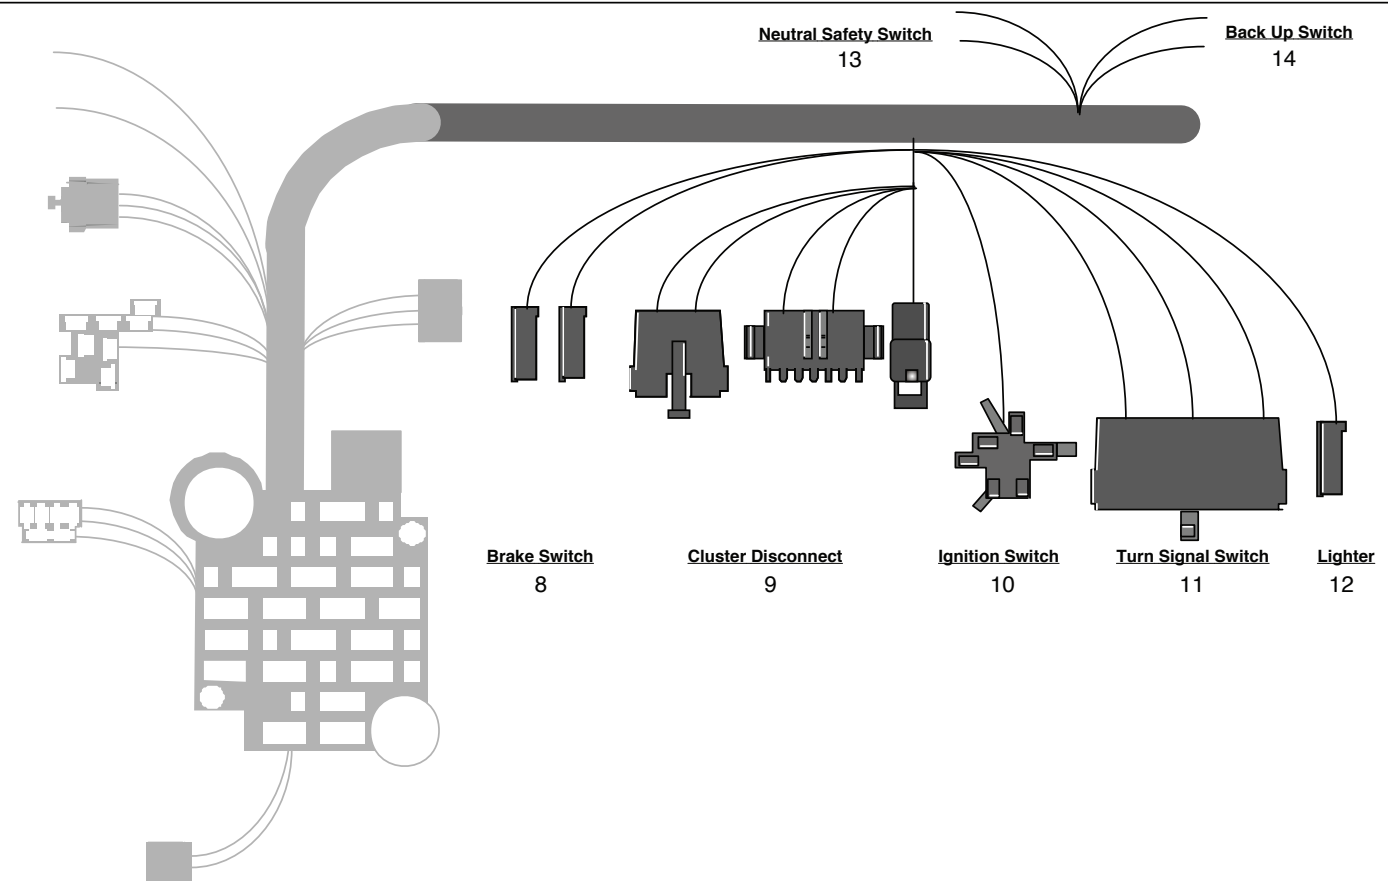 Neutral Safety Switch
13
Back Up Switch
14
Brake Switch
8
Cluster Disconnect
9
Ignition Switch
10
Turn Signal Switch
11
Lighter
12